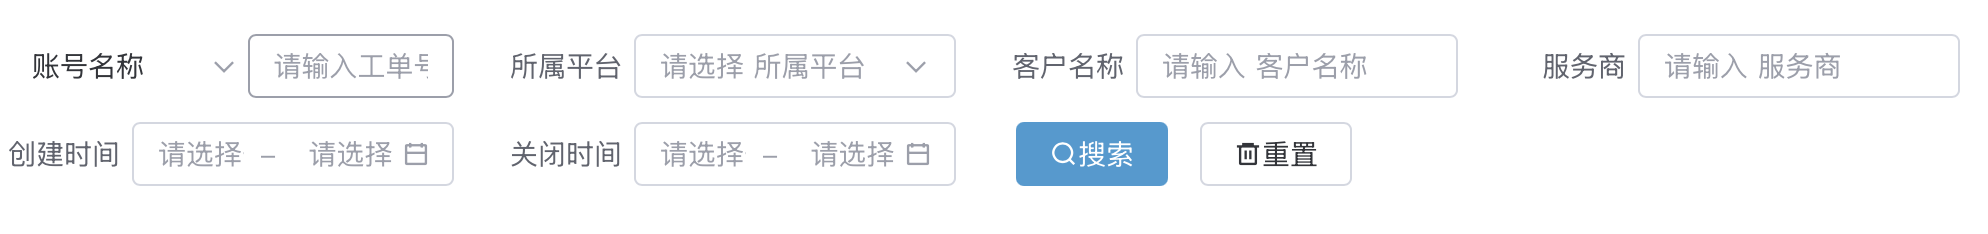 账号名称 请输入工单号 所属平台 请选择 所属平台 客户名称 请输入 客户名称 服务商 请输入 服务商
创建时间 请选择 – 请选择 关闭时间 请选择 – 请选择 搜索 重置